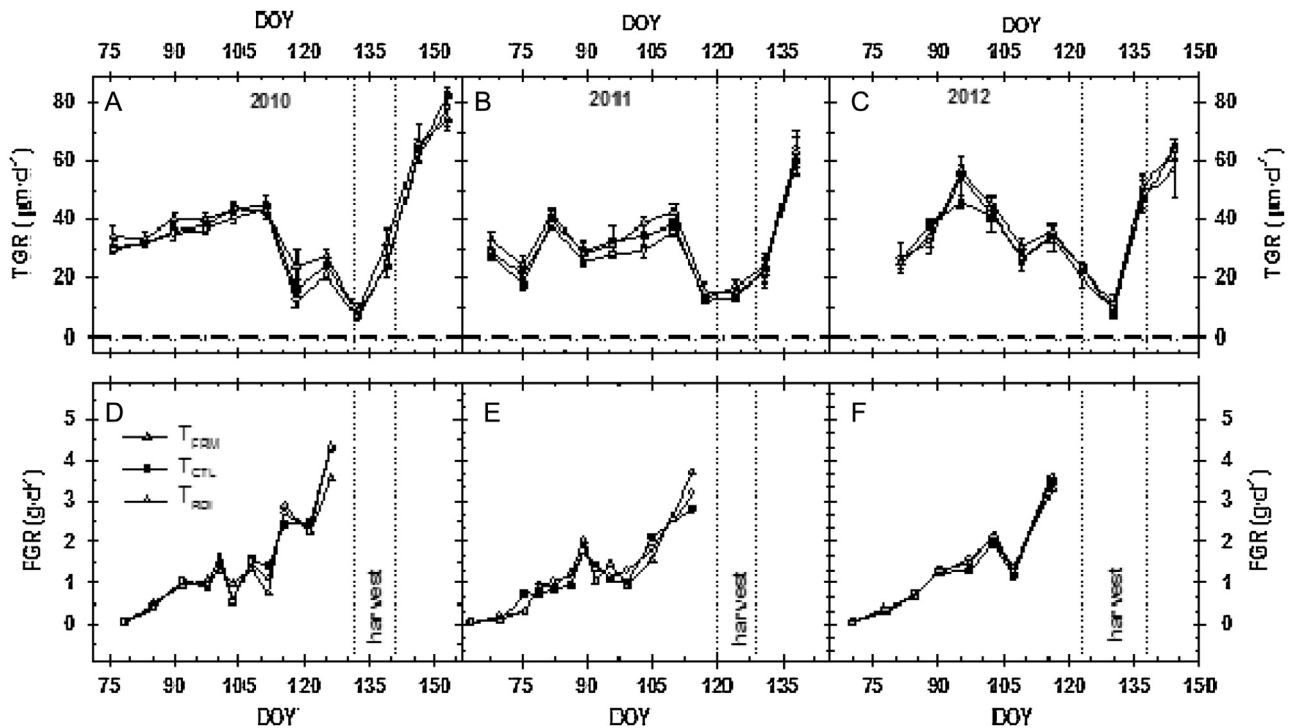 DOY DOY DOY
75 90 105 120 135 150 75 90 105 120 135 75 90 105 120 135 150
A 2010 B 2011 C 2012
80 80
60 60
40 40
20 20
0 0
TGR (μm·d⁻¹) TGR (μm·d⁻¹)
D E F
5 5
4 4
3 3
2 2
1 1
0 0
FGR (g·d⁻¹) FGR (g·d⁻¹)
T FRM
T CTL
T RDI
harvest harvest harvest
75 90 105 120 135 150 75 90 105 120 135 75 90 105 120 135 150
DOY DOY DOY